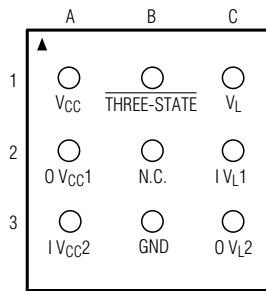 A B C
1
V_CC THREE-STATE V_L
2
O V_CC1 N.C. I V_L1
3
I V_CC2 GND O V_L2